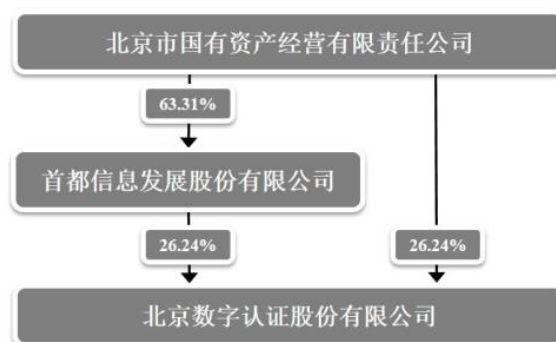 北京市国有资产经营有限责任公司
63.31%
首都信息发展股份有限公司
26.24%
26.24%
北京数字认证股份有限公司